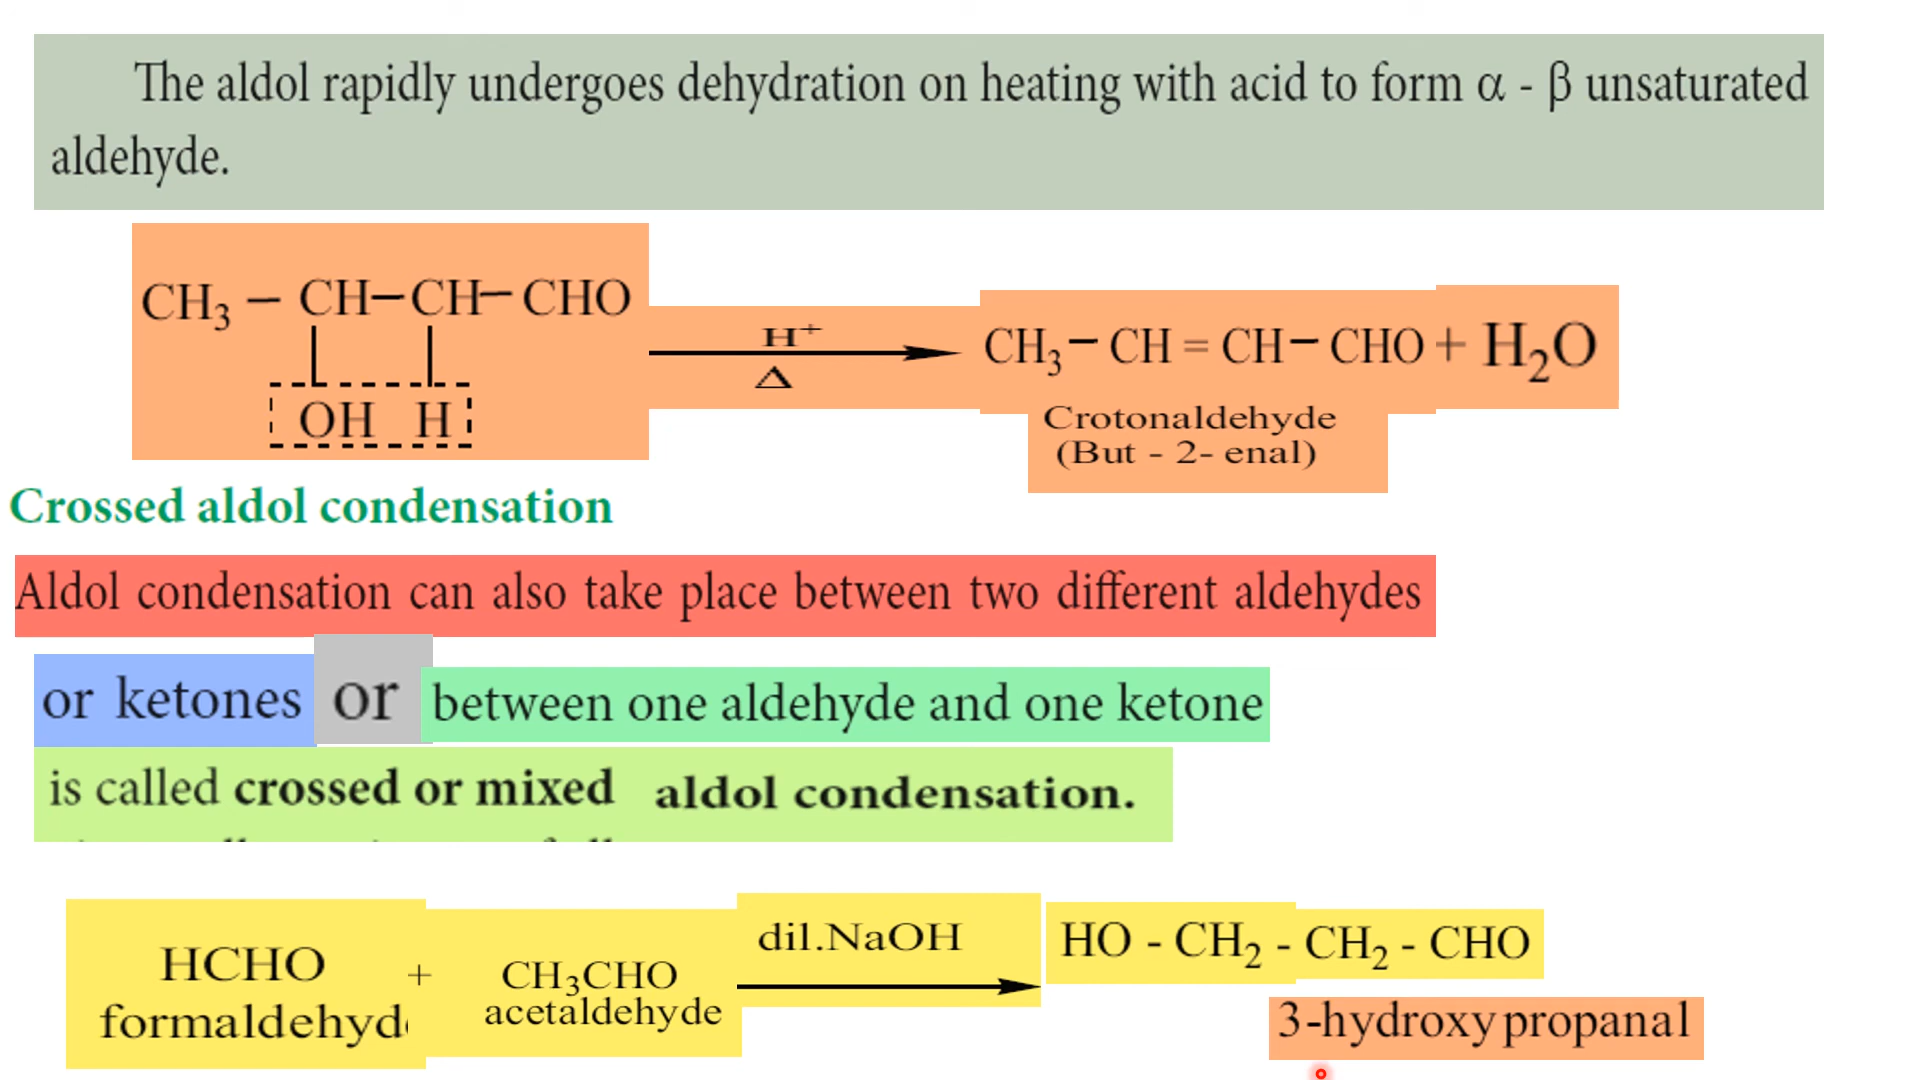 The aldol rapidly undergoes dehydration on heating with acid to form α - β unsaturated
aldehyde.
CH₃ – CH–CH–CHO
OH H
H⁺
Δ
CH₃– CH = CH– CHO + H₂O
Crotonaldehyde
(But - 2- enal)
Crossed aldol condensation
Aldol condensation can also take place between two different aldehydes
or ketones or between one aldehyde and one ketone
is called crossed or mixed aldol condensation.
HCHO + CH₃CHO dil.NaOH HO - CH₂ - CH₂ - CHO
formaldehyd acetaldehyde
3-hydroxy propanal